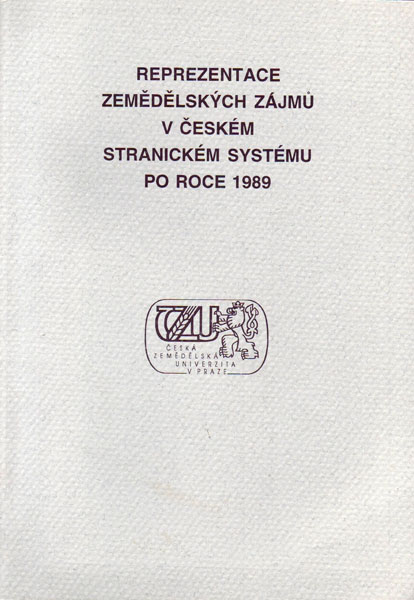 REPREZENTACE
ZEMĚDĚLSKÝCH ZÁJMŮ
V ČESKÉM
STRANICKÉM SYSTÉMU
PO ROCE 1989
ČZU
ČESKÁ
ZEMĚDĚLSKÁ
UNIVERZITA
V PRAZE